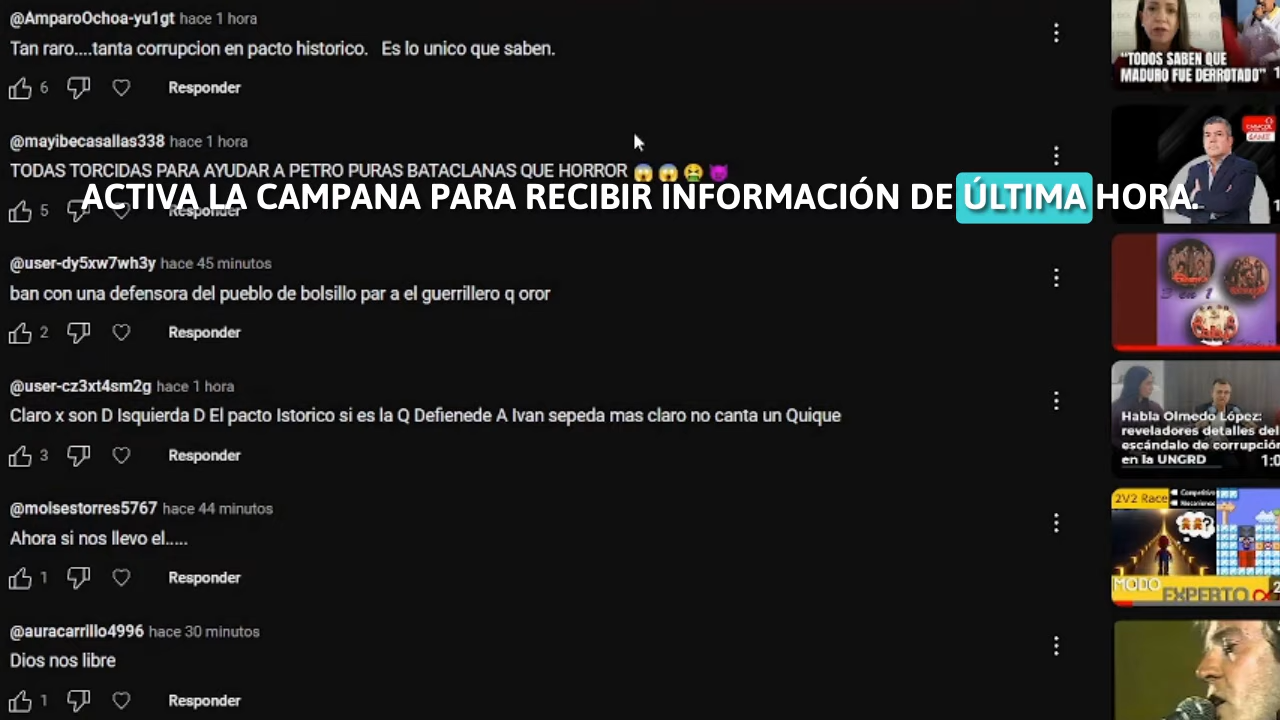 @AmparoOchoa-yu1gt hace 1 hora
Tan raro....tanta corrupcion en pacto historico. Es lo unico que saben.
6 Responder
@mayibecasallas338 hace 1 hora
TODAS TORCIDAS PARA AYUDAR A PETRO PURAS BATACLANAS QUE HORROR 😱 😱 🤮 😈
ACTIVA LA CAMPANA PARA RECIBIR INFORMACIÓN DE ÚLTIMA HORA.
5 Responder
@user-dy5xw7wh3y hace 45 minutos
ban con una defensora del pueblo de bolsillo par a el guerrillero q oror
2 Responder
@user-cz3xt4sm2g hace 1 hora
Claro x son D Isquierda D El pacto Istorico si es la Q Defienede A Ivan sepeda mas claro no canta un Quique
3 Responder
@moisestorres5767 hace 44 minutos
Ahora si nos llevo el.....
1 Responder
@auracarrillo4996 hace 30 minutos
Dios nos libre
1 Responder
“TODOS SABEN QUE
MADURO FUE DERROTADO”
Habla Olmedo López:
reveladores detalles del
escándalo de corrupción
en la UNGRD
2V2 Race
MODO
EXPERTO